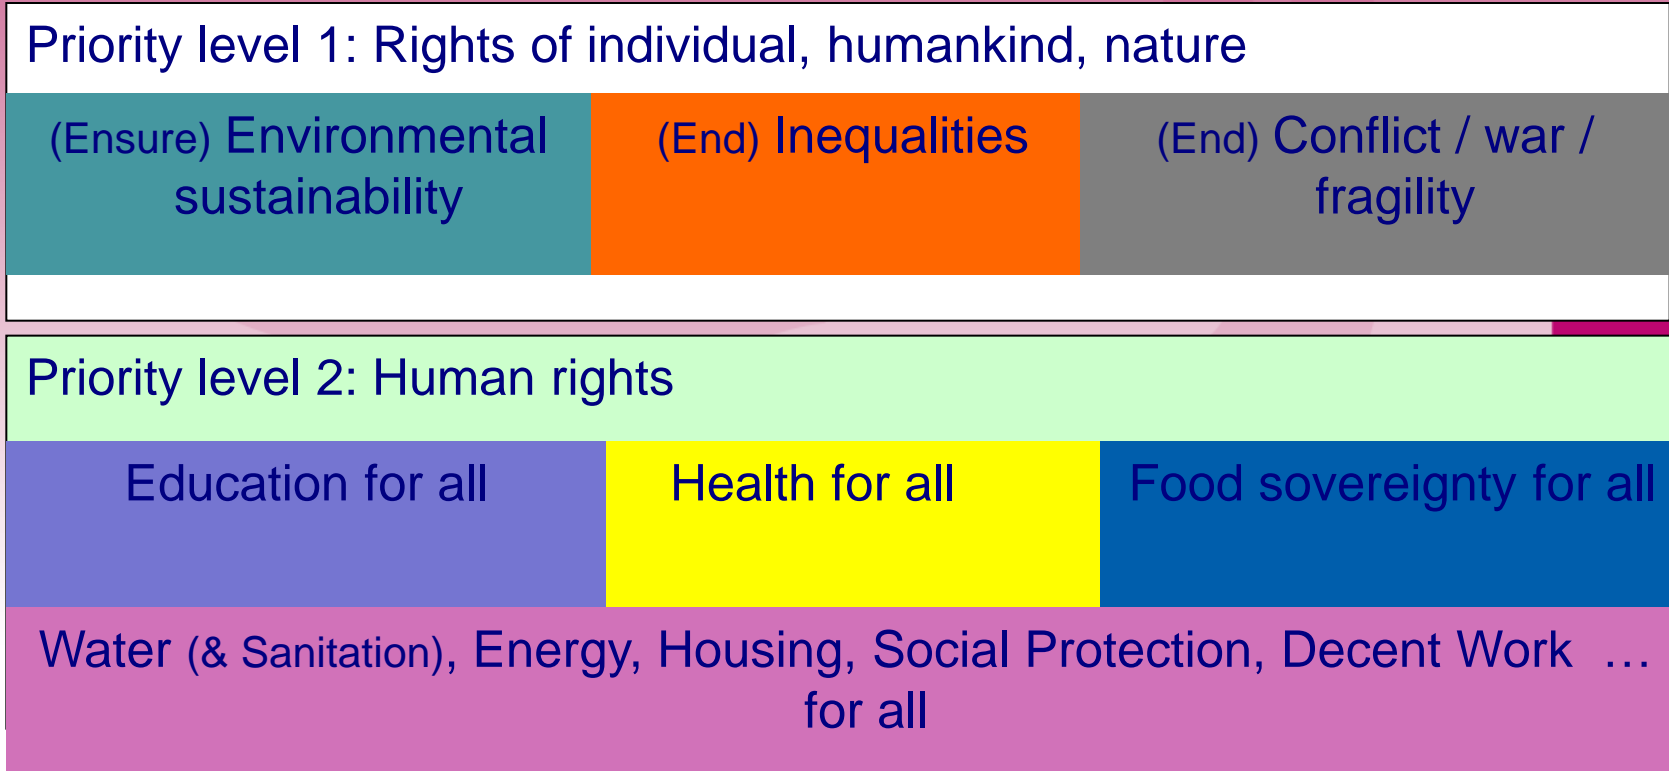 Priority level 1: Rights of individual, humankind, nature
(Ensure) Environmental
sustainability
(End) Inequalities
(End) Conflict / war /
fragility
Priority level 2: Human rights
Education for all
Health for all
Food sovereignty for all
Water (& Sanitation), Energy, Housing, Social Protection, Decent Work …
for all